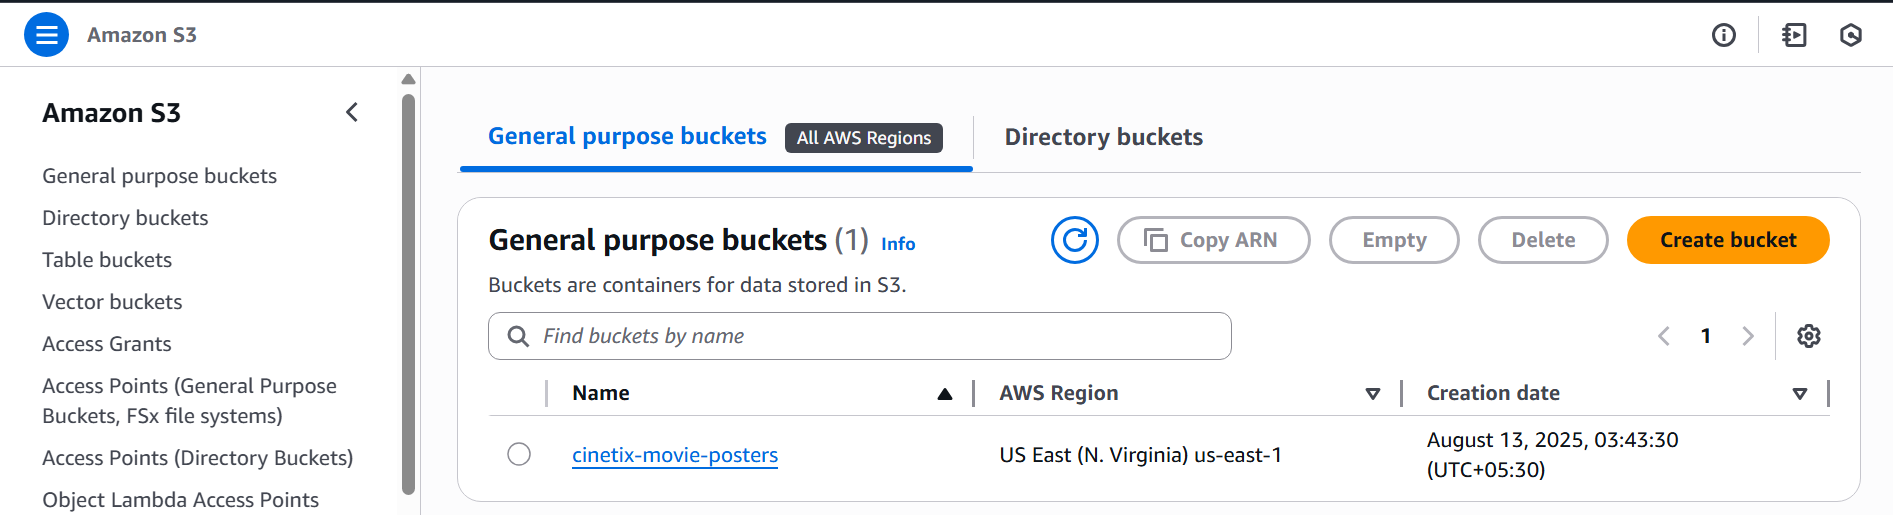 Amazon S3
Amazon S3
General purpose buckets
Directory buckets
Table buckets
Vector buckets
Access Grants
Access Points (General Purpose
Buckets, FSx file systems)
Access Points (Directory Buckets)
Object Lambda Access Points
General purpose buckets All AWS Regions Directory buckets
General purpose buckets (1) Info Copy ARN Empty Delete Create bucket
Buckets are containers for data stored in S3.
Find buckets by name 1
Name AWS Region Creation date
cinetix-movie-posters US East (N. Virginia) us-east-1 August 13, 2025, 03:43:30
(UTC+05:30)